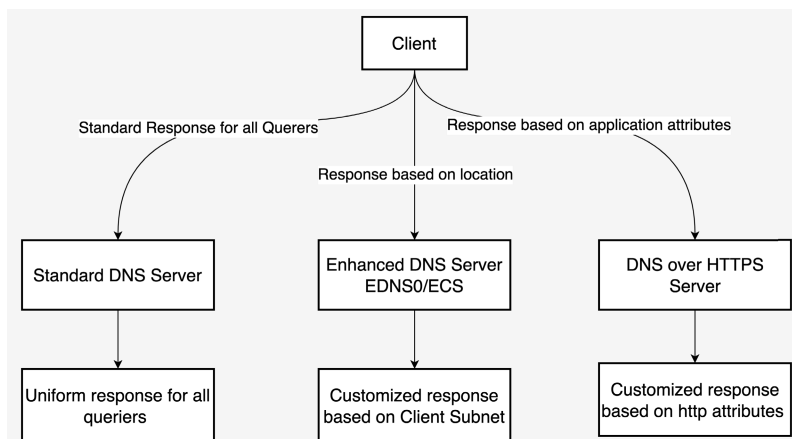 Client
Standard Response for all Querers
Response based on application attributes
Response based on location
Standard DNS Server
Enhanced DNS Server
EDNS0/ECS
DNS over HTTPS
Server
Uniform response for all
queriers
Customized response
based on Client Subnet
Customized response
based on http attributes